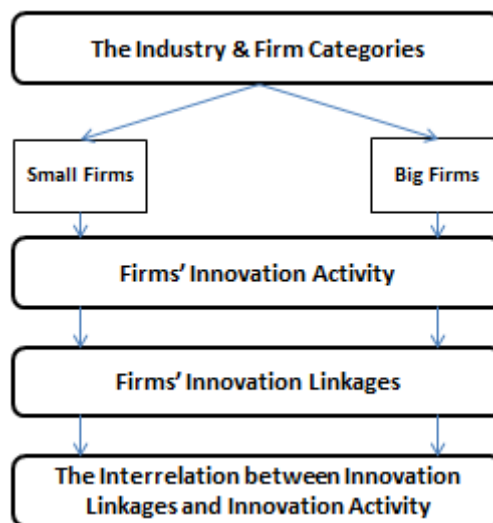 The Industry & Firm Categories
Small Firms
Big Firms
Firms' Innovation Activity
Firms' Innovation Linkages
The Interrelation between Innovation
Linkages and Innovation Activity